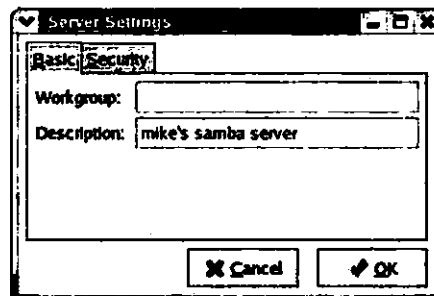 Server Settings
Basic Security
Workgroup:
Description: mike's samba server
Cancel OK